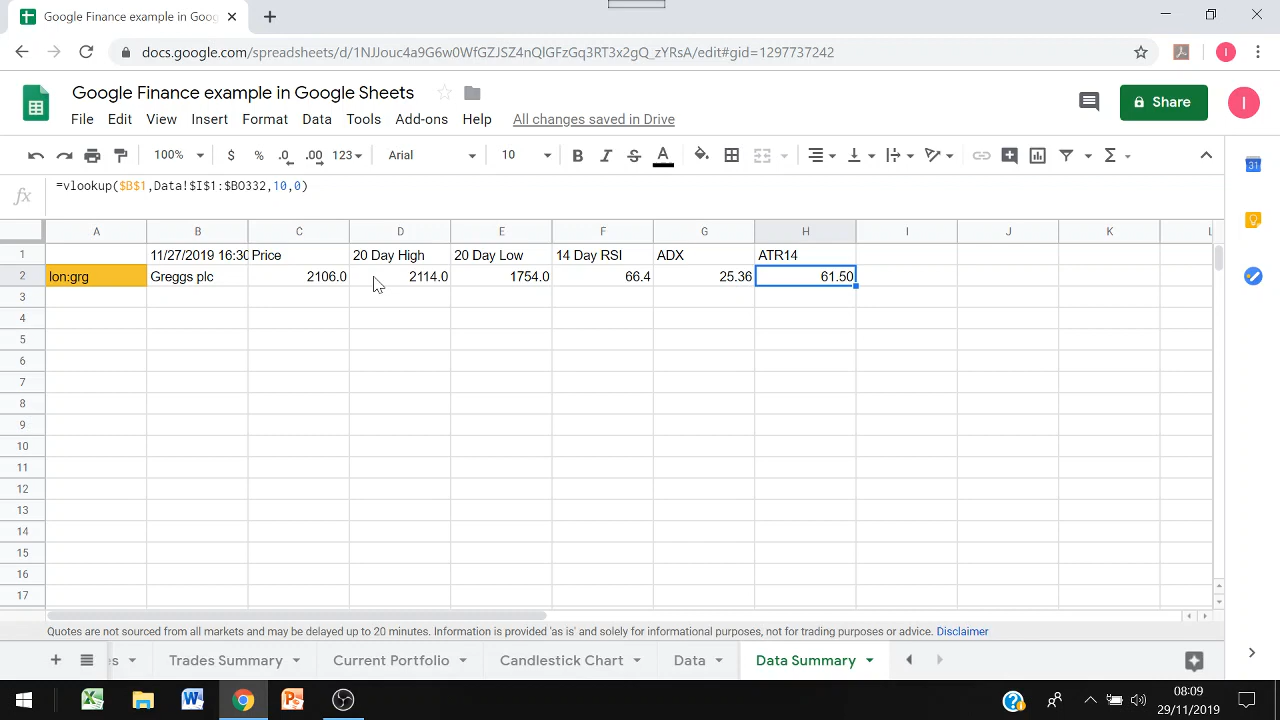 Google Finance example in Goog
docs.google.com/spreadsheets/d/1NJJouc4a9G6w0WfGZJSZ4nQlGFzGq3RT3x2gQ_zYRsA/edit#gid=1297737242
Google Finance example in Google Sheets
File Edit View Insert Format Data Tools Add-ons Help All changes saved in Drive
Share
I
I
100% $ % .0 .00 123 Arial 10 B I S A Σ
31
fx =vlookup($B$1,Data!$I$1:$BO332,10,0)
A B C D E F G H I J K L
1 11/27/2019 16:30 Price 20 Day High 20 Day Low 14 Day RSI ADX ATR14
2 lon:grg Greggs plc 2106.0 2114.0 1754.0 66.4 25.36 61.50
3
4
5
6
7
8
9
10
11
12
13
14
15
16
17
Quotes are not sourced from all markets and may be delayed up to 20 minutes. Information is provided 'as is' and solely for informational purposes, not for trading purposes or advice. Disclaimer
s Trades Summary Current Portfolio Candlestick Chart Data Data Summary
08:09
29/11/2019